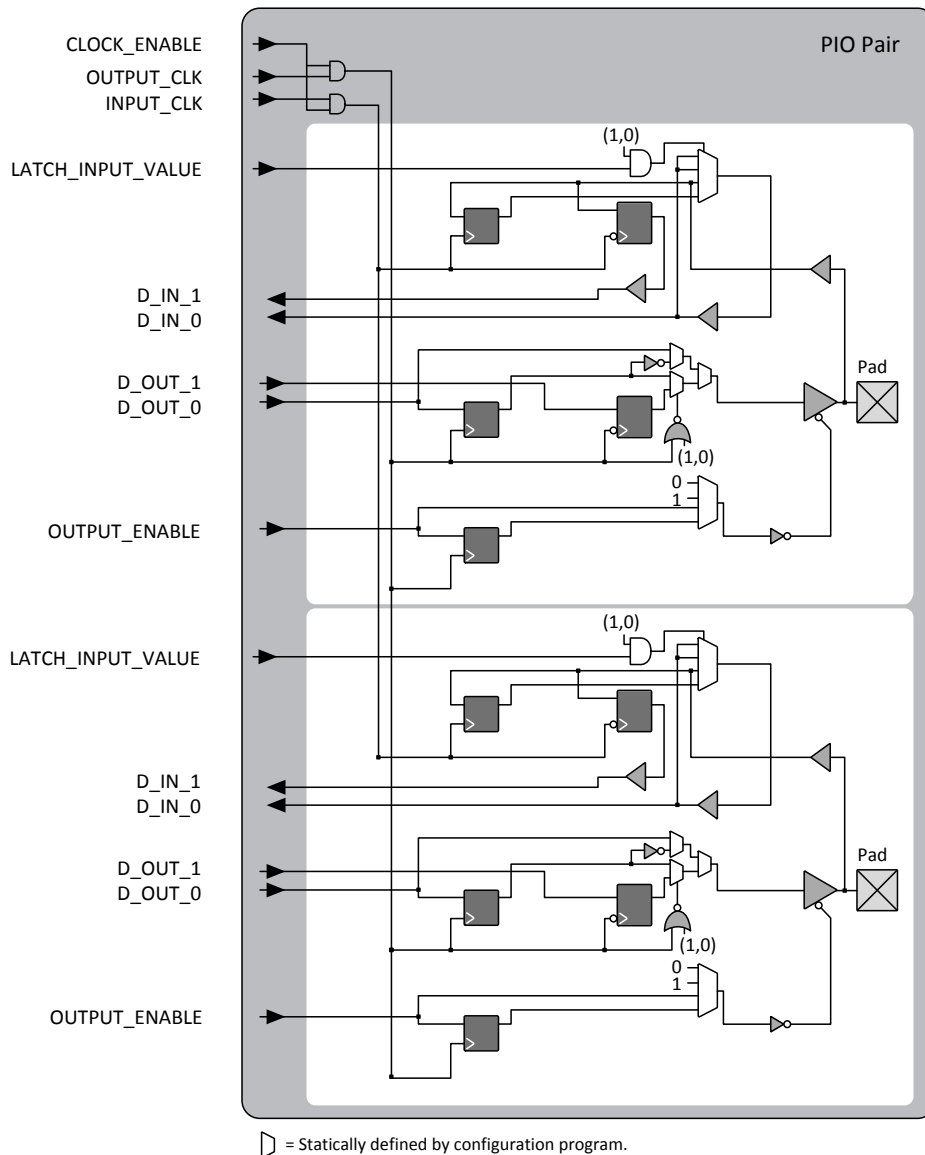 CLOCK_ENABLE
PIO Pair
OUTPUT_CLK
INPUT_CLK
(1,0)
LATCH_INPUT_VALUE
D_IN_1
D_IN_0
Pad
D_OUT_1
D_OUT_0
(1,0)
0
1
OUTPUT_ENABLE
(1,0)
LATCH_INPUT_VALUE
D_IN_1
D_IN_0
Pad
D_OUT_1
D_OUT_0
(1,0)
0
1
OUTPUT_ENABLE
= Statically defined by configuration program.